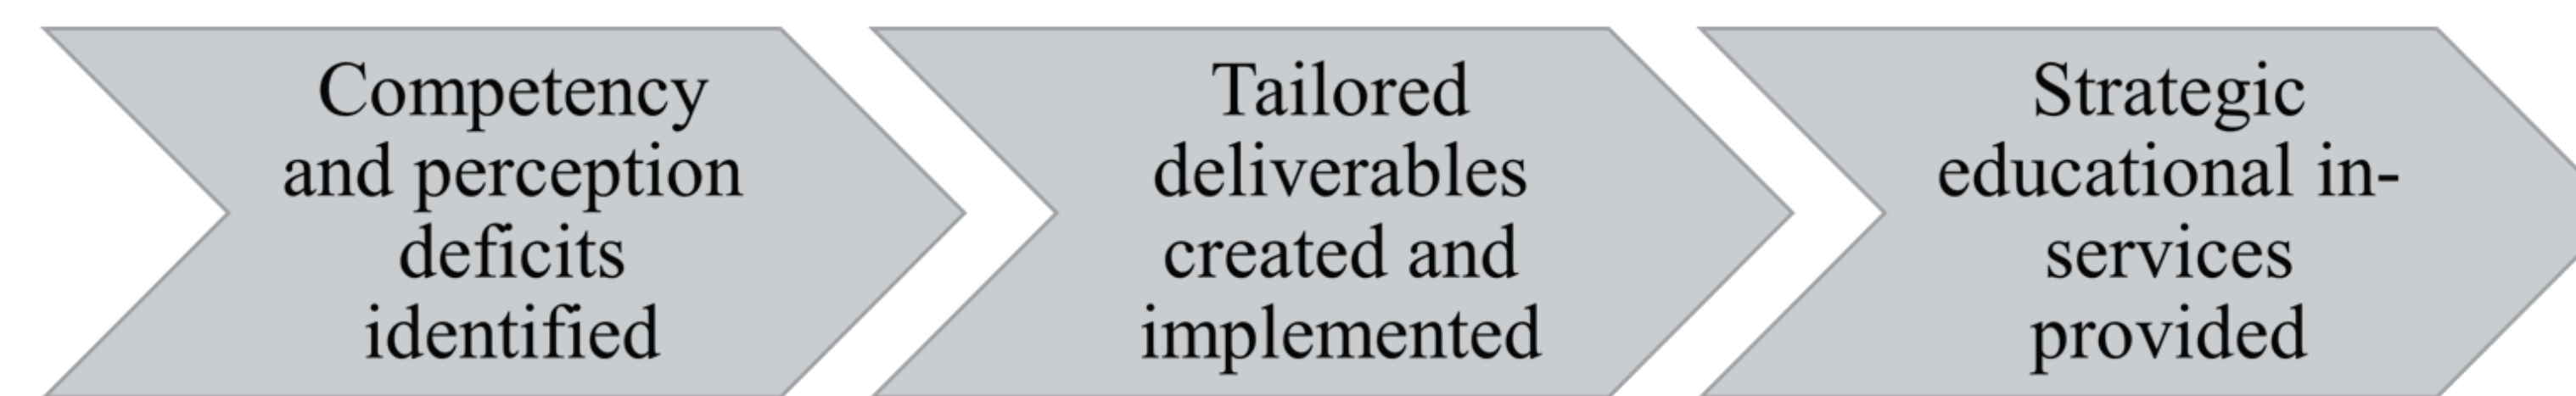 Competency
and perception
deficits
identified
Tailored
deliverables
created and
implemented
Strategic
educational in-
services
provided